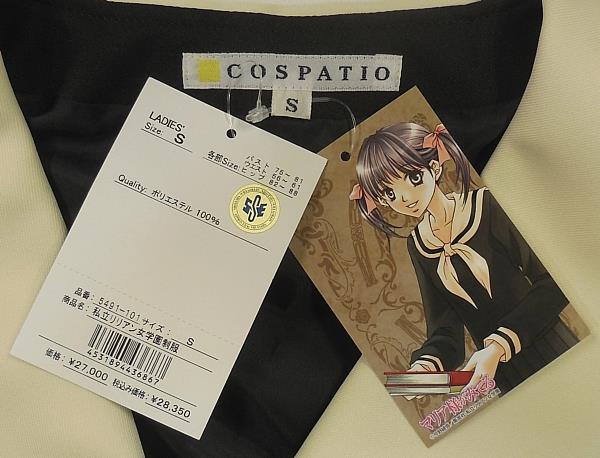 COSPATIO
S
LADIES'
Size: S
各部Size: バスト 76～ 81
ウエスト 56～ 61
ヒップ 82～ 88
Quality: ポリエステル 100%
品番: 5491-101 サイズ: S
商品名: 私立リリアン女学園制服
4531894436867
価格: ¥27,000 税込み価格: ¥28,350
マリア様がみてる